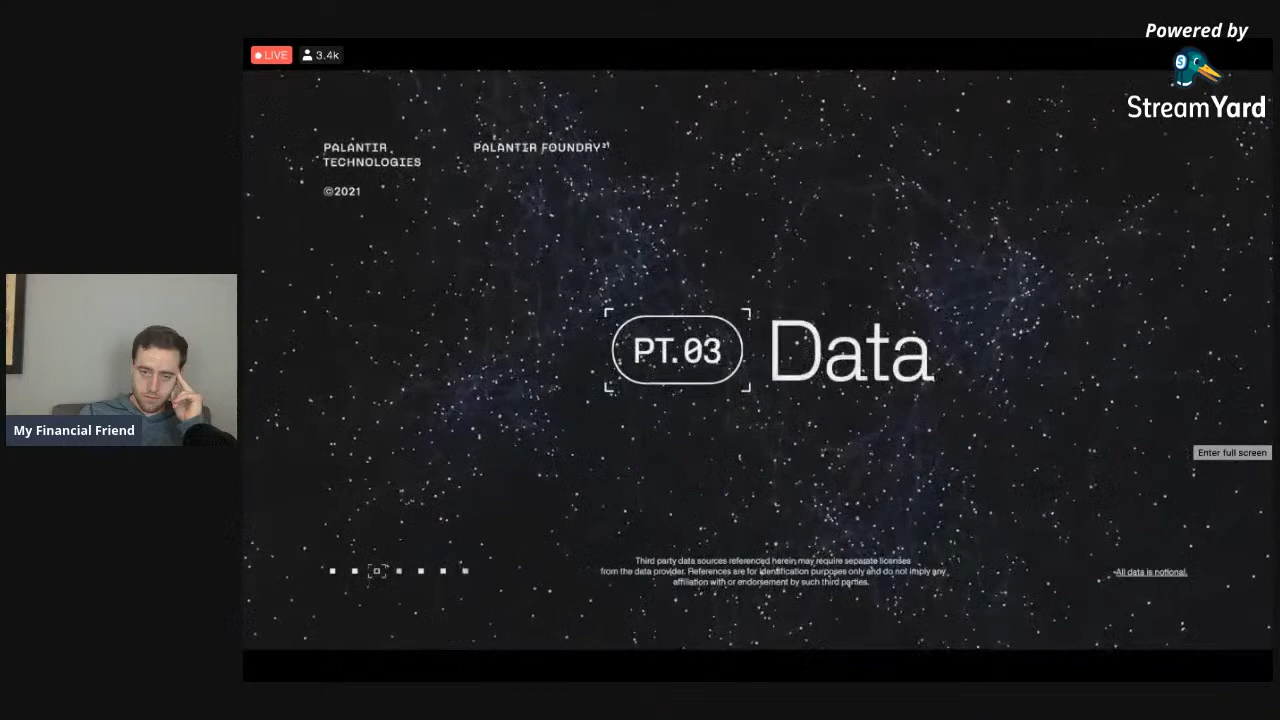 Powered by
StreamYard
LIVE 3.4k
PALANTIR
TECHNOLOGIES
©2021
PALANTIR FOUNDRY²¹
PT.03 Data
My Financial Friend
Enter full screen
Third party data sources referenced herein may require separate licenses
from the data provider. References are for identification purposes only and do not imply any
affiliation with or endorsement by such third parties.
*All data is notional.